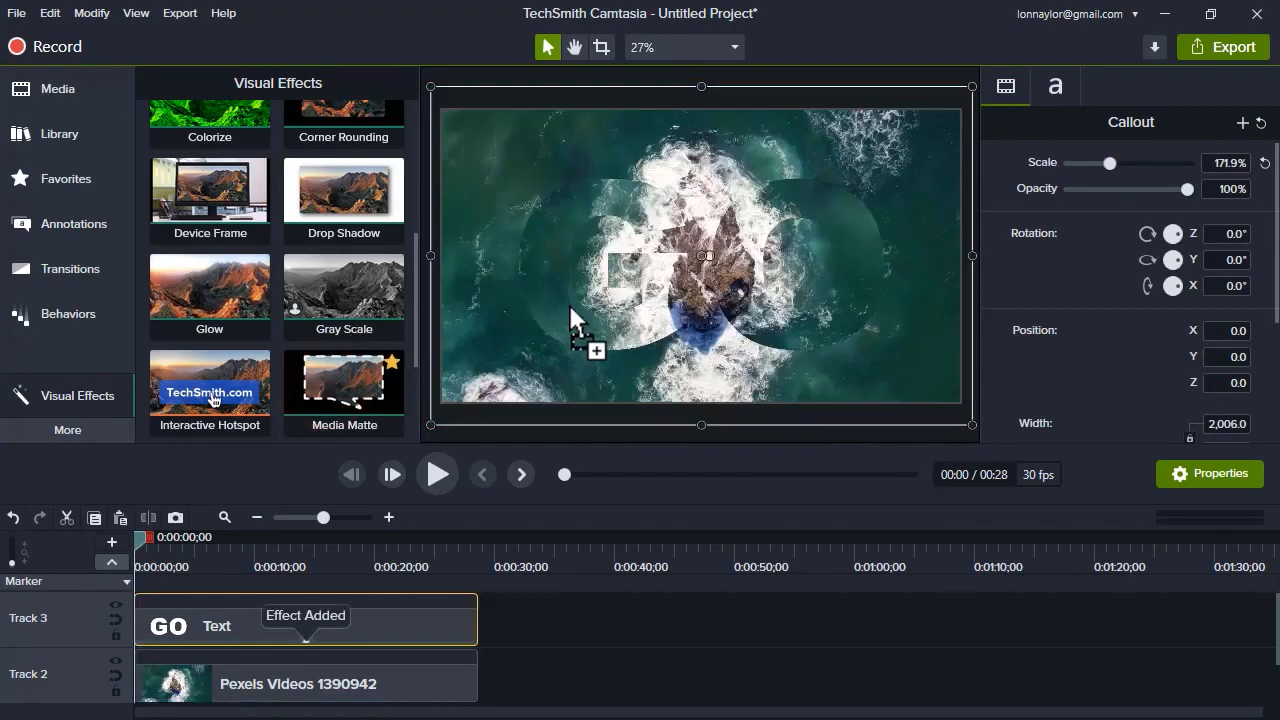 File Edit Modify View Export Help
TechSmith Camtasia - Untitled Project*
lonnaylor@gmail.com
Record
27%
Export
Media
Library
Favorites
Annotations
Transitions
Behaviors
Visual Effects
More
Visual Effects
Colorize
Corner Rounding
Device Frame
Drop Shadow
Glow
Gray Scale
TechSmith.com
Interactive Hotspot
Media Matte
a
Callout
Scale 171.9%
Opacity 100%
Rotation: Z 0.0°
Y 0.0°
X 0.0°
Position: X 0.0
Y 0.0
Z 0.0
Width: 2,006.0
00:00 / 00:28 30 fps
Properties
0:00:00;00
0:00:00;00 0:00:10;00 0:00:20;00 0:00:30;00 0:00:40;00 0:00:50;00 0:01:00;00 0:01:10;00 0:01:20;00 0:01:30;00
Marker
Track 3
GO Text
Effect Added
Track 2
Pexels Videos 1390942